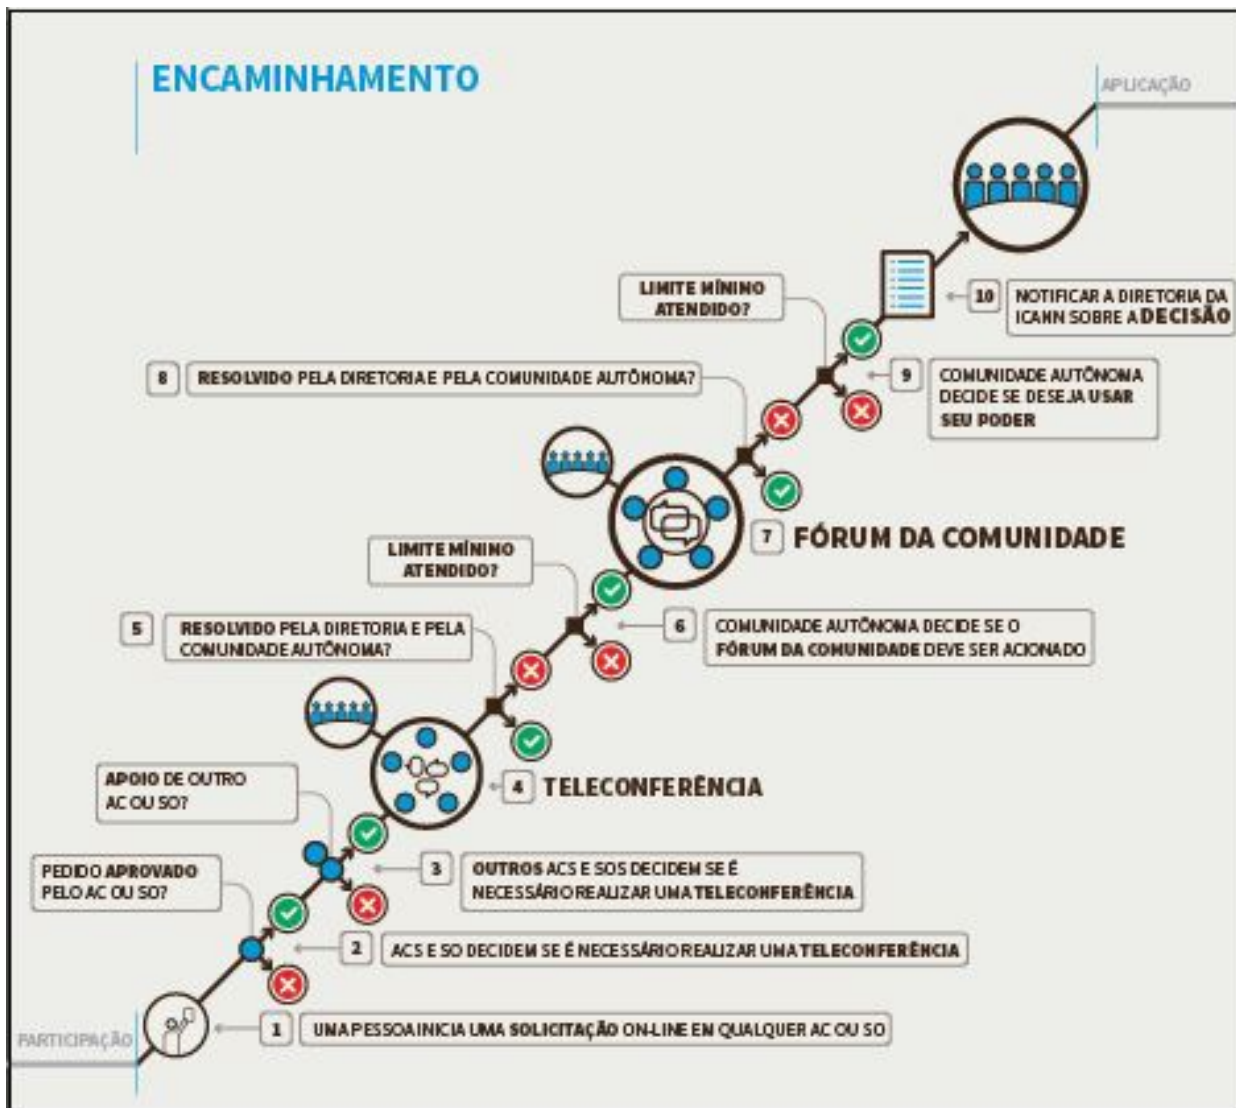 ENCAMINHAMENTO
APLICAÇÃO
LIMITE MÍNINO
ATENDIDO?
10
NOTIFICAR A DIRETORIA DA
ICANN SOBRE A DECISÃO
8
RESOLVIDO PELA DIRETORIA E PELA COMUNIDADE AUTÔNOMA?
9
COMUNIDADE AUTÔNOMA
DECIDE SE DESEJA USAR
SEU PODER
7
FÓRUM DA COMUNIDADE
LIMITE MÍNINO
ATENDIDO?
5
RESOLVIDO PELA DIRETORIA E PELA
COMUNIDADE AUTÔNOMA?
6
COMUNIDADE AUTÔNOMA DECIDE SE O
FÓRUM DA COMUNIDADE DEVE SER ACIONADO
4
TELECONFERÊNCIA
APOIO DE OUTRO
AC OU SO?
3
OUTROS ACS E SOS DECIDEM SE É
NECESSÁRIO REALIZAR UMA TELECONFERÊNCIA
PEDIDO APROVADO
PELO AC OU SO?
2
ACS E SO DECIDEM SE É NECESSÁRIO REALIZAR UMA TELECONFERÊNCIA
1
UMA PESSOA INICIA UMA SOLICITAÇÃO ON-LINE EM QUALQUER AC OU SO
PARTICIPAÇÃO